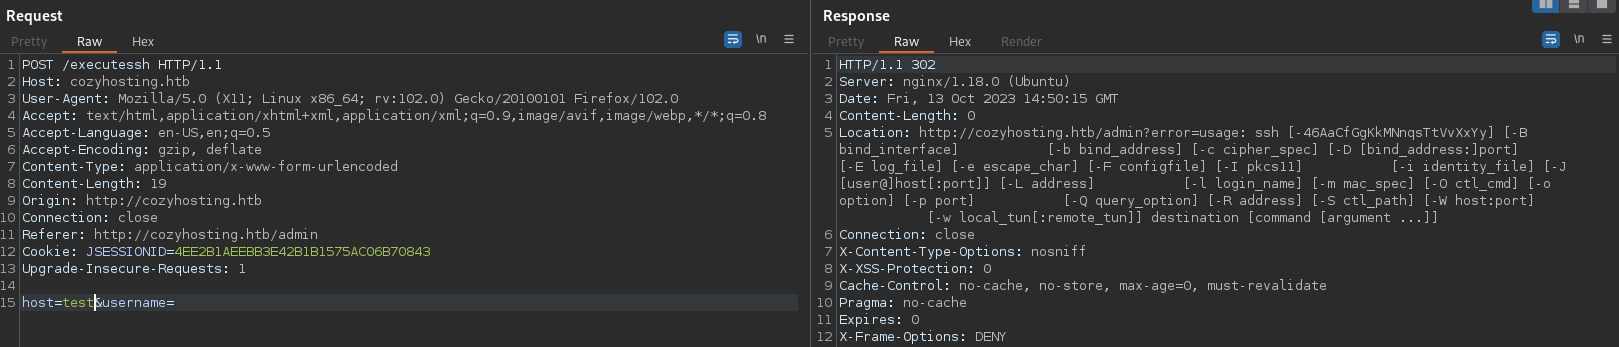 Request
Pretty Raw Hex
\n
1 POST /executessh HTTP/1.1
2 Host: cozyhosting.htb
3 User-Agent: Mozilla/5.0 (X11; Linux x86_64; rv:102.0) Gecko/20100101 Firefox/102.0
4 Accept: text/html,application/xhtml+xml,application/xml;q=0.9,image/avif,image/webp,*/*;q=0.8
5 Accept-Language: en-US,en;q=0.5
6 Accept-Encoding: gzip, deflate
7 Content-Type: application/x-www-form-urlencoded
8 Content-Length: 19
9 Origin: http://cozyhosting.htb
10 Connection: close
11 Referer: http://cozyhosting.htb/admin
12 Cookie: JSESSIONID=4EE2B1AEEBB3E42B1B1575AC06B70843
13 Upgrade-Insecure-Requests: 1
14
15 host=test&username=
Response
Pretty Raw Hex Render
\n
1 HTTP/1.1 302
2 Server: nginx/1.18.0 (Ubuntu)
3 Date: Fri, 13 Oct 2023 14:50:15 GMT
4 Content-Length: 0
5 Location: http://cozyhosting.htb/admin?error=usage: ssh [-46AaCfGgKkMNnqsTtVvXxYy] [-B
bind_interface] [-b bind_address] [-c cipher_spec] [-D [bind_address:]port]
[-E log_file] [-e escape_char] [-F configfile] [-I pkcs11] [-i identity_file] [-J
[user@]host[:port]] [-L address] [-l login_name] [-m mac_spec] [-O ctl_cmd] [-o
option] [-p port] [-Q query_option] [-R address] [-S ctl_path] [-W host:port]
[-w local_tun[:remote_tun]] destination [command [argument ...]]
6 Connection: close
7 X-Content-Type-Options: nosniff
8 X-XSS-Protection: 0
9 Cache-Control: no-cache, no-store, max-age=0, must-revalidate
10 Pragma: no-cache
11 Expires: 0
12 X-Frame-Options: DENY